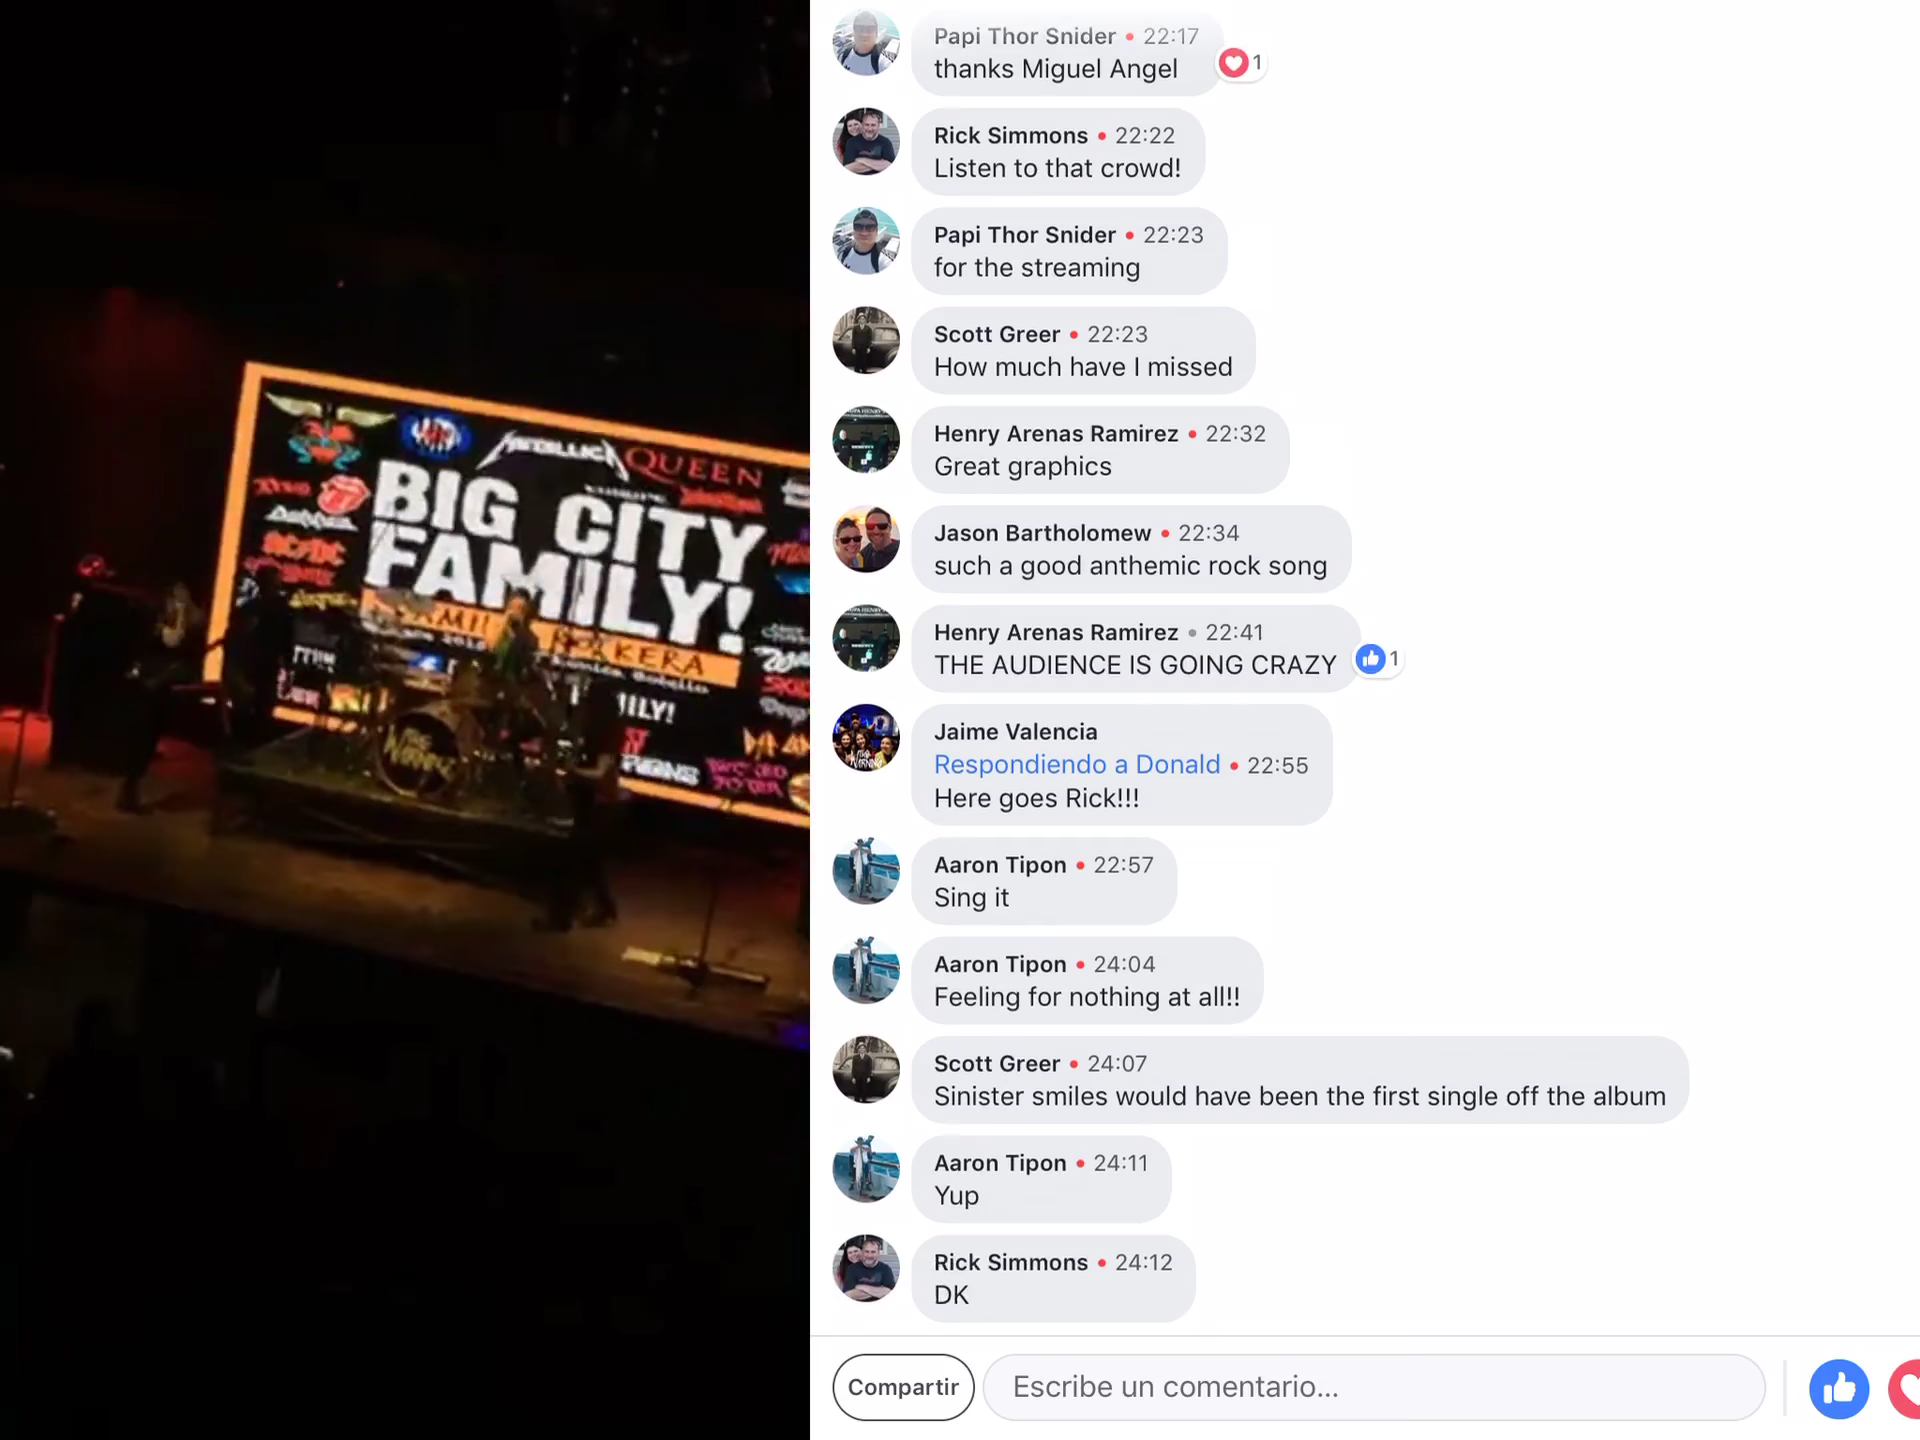 METALLICA QUEEN
BIG CITY
FAMILY!
AC/DC
ROCKERA
THE
WARNING
Papi Thor Snider • 22:17
thanks Miguel Angel
1
Rick Simmons • 22:22
Listen to that crowd!
Papi Thor Snider • 22:23
for the streaming
Scott Greer • 22:23
How much have I missed
Henry Arenas Ramirez • 22:32
Great graphics
Jason Bartholomew • 22:34
such a good anthemic rock song
Henry Arenas Ramirez • 22:41
THE AUDIENCE IS GOING CRAZY
1
Jaime Valencia
Respondiendo a Donald • 22:55
Here goes Rick!!!
Aaron Tipon • 22:57
Sing it
Aaron Tipon • 24:04
Feeling for nothing at all!!
Scott Greer • 24:07
Sinister smiles would have been the first single off the album
Aaron Tipon • 24:11
Yup
Rick Simmons • 24:12
DK
Compartir
Escribe un comentario...